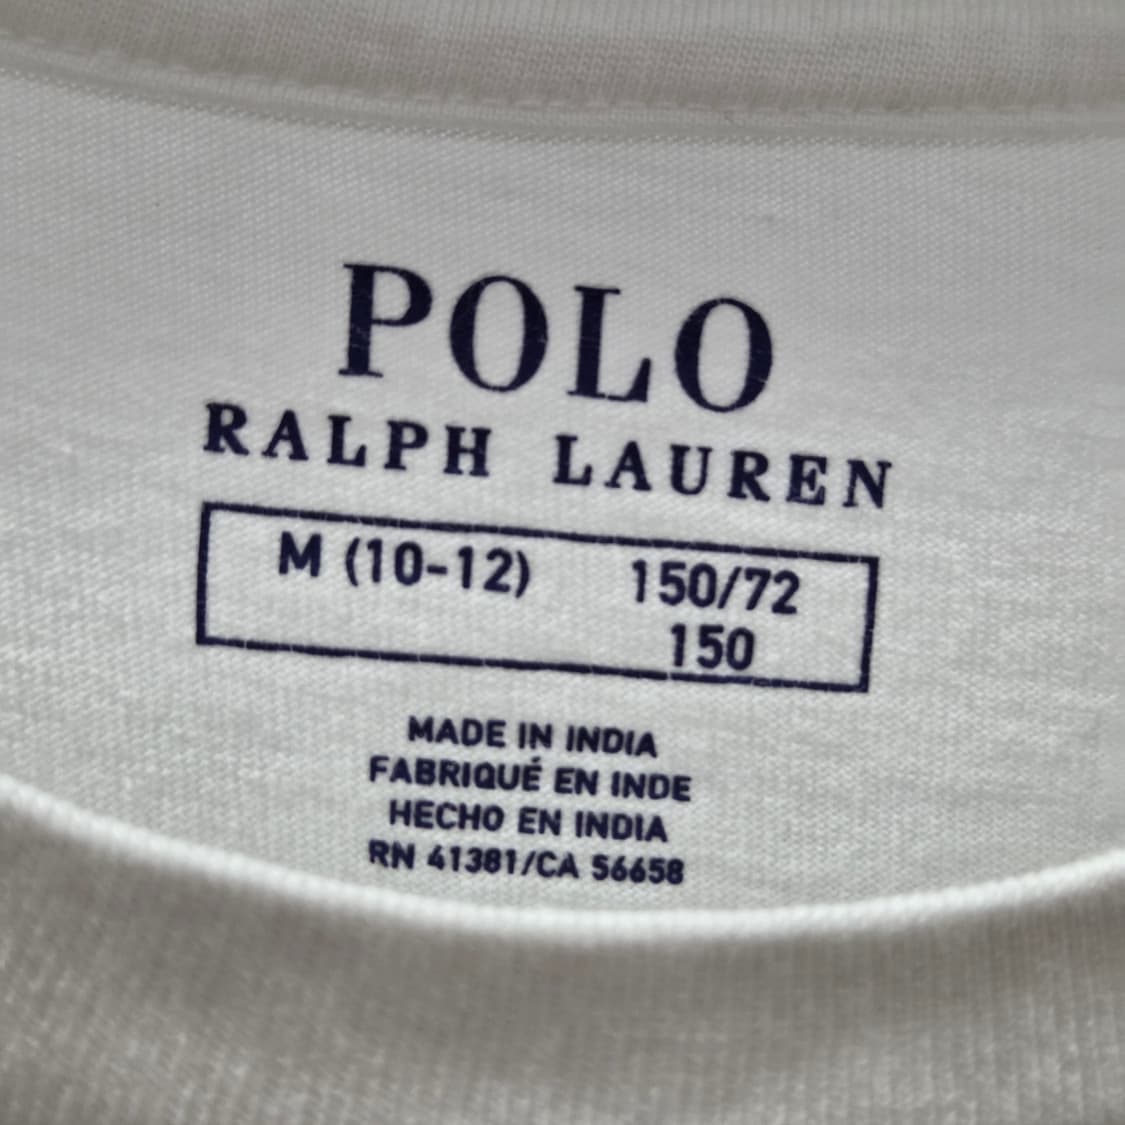 POLO
RALPH LAUREN
M (10-12) 150/72
150
MADE IN INDIA
FABRIQUÉ EN INDE
HECHO EN INDIA
RN 41381/CA 56658